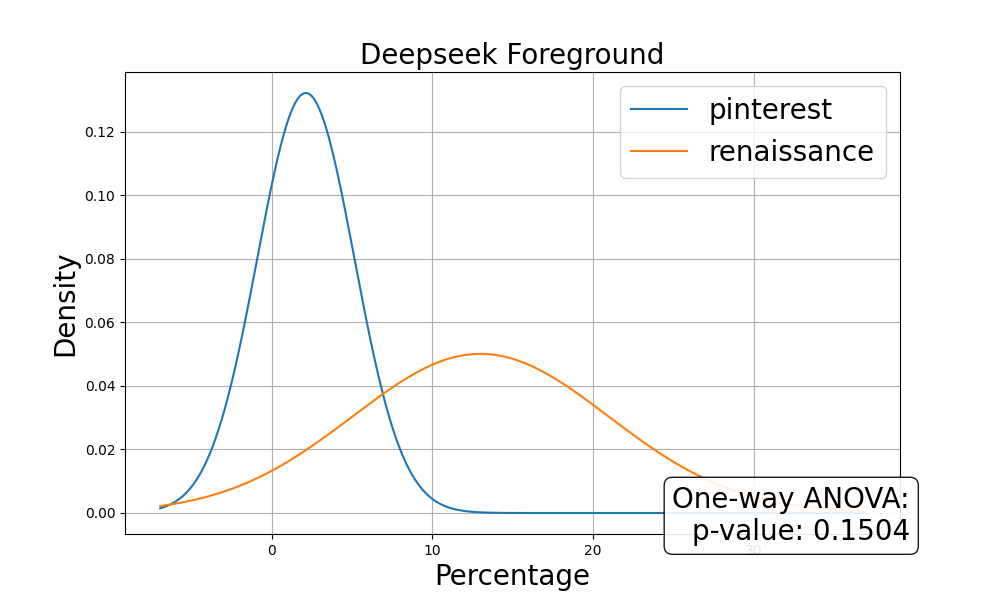 Deepseek Foreground
pinterest
renaissance
Density
0.12
0.10
0.08
0.06
0.04
0.02
0.00
0
10
20
30
One-way ANOVA:
p-value: 0.1504
Percentage